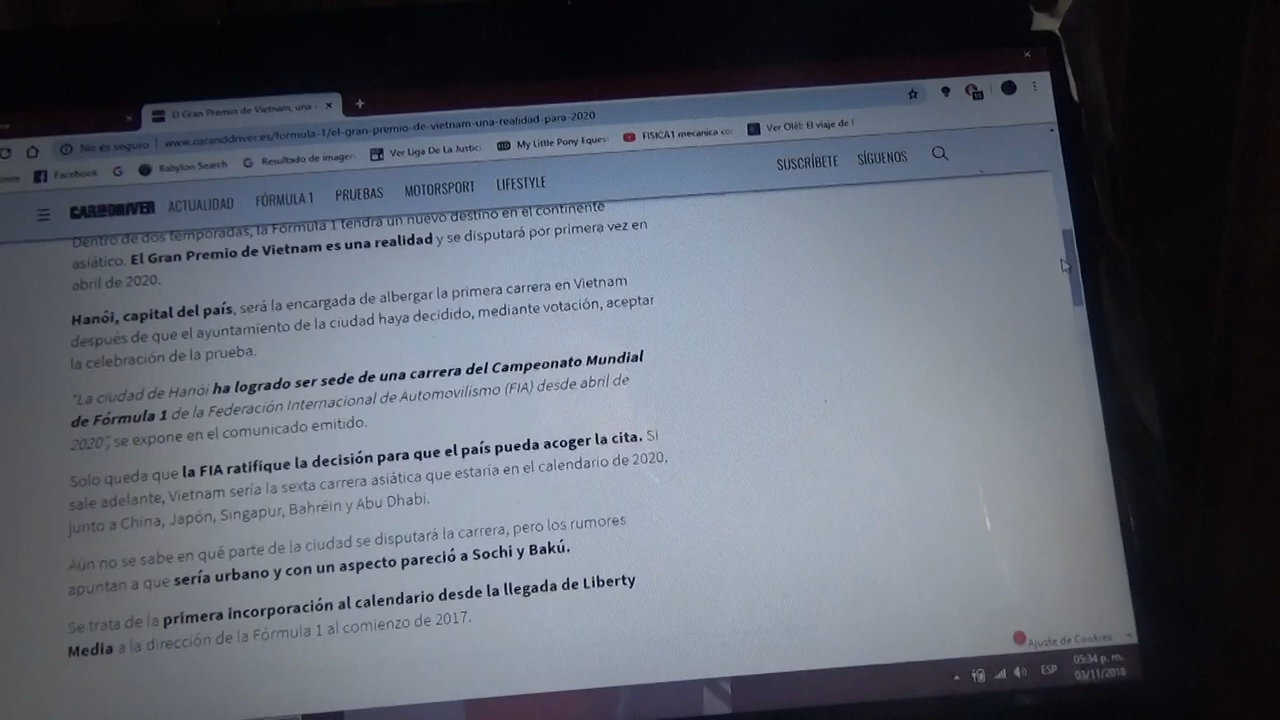 El Gran Premio de Vietnam, una
No es seguro | www.caranddriver.es/formula-1/el-gran-premio-de-vietnam-una-realidad-para-2020
Facebook G Babylon Search G Resultado de imagen Ver Liga De La Justic My Little Pony Eques FISICA1 mecanica co Ver Olé!: El viaje de
CAR AND DRIVER ACTUALIDAD FÓRMULA 1 PRUEBAS MOTORSPORT LIFESTYLE SUSCRÍBETE SÍGUENOS
Dentro de dos temporadas, la Fórmula 1 tendrá un nuevo destino en el continente
asiático. El Gran Premio de Vietnam es una realidad y se disputará por primera vez en
abril de 2020.
Hanói, capital del país, será la encargada de albergar la primera carrera en Vietnam
después de que el ayuntamiento de la ciudad haya decidido, mediante votación, aceptar
la celebración de la prueba.
"La ciudad de Hanói ha logrado ser sede de una carrera del Campeonato Mundial
de Fórmula 1 de la Federación Internacional de Automovilismo (FIA) desde abril de
2020", se expone en el comunicado emitido.
Solo queda que la FIA ratifique la decisión para que el país pueda acoger la cita. Si
sale adelante, Vietnam sería la sexta carrera asiática que estaría en el calendario de 2020,
junto a China, Japón, Singapur, Bahréin y Abu Dhabi.
Aún no se sabe en qué parte de la ciudad se disputará la carrera, pero los rumores
apuntan a que sería urbano y con un aspecto pareció a Sochi y Bakú.
Se trata de la primera incorporación al calendario desde la llegada de Liberty
Media a la dirección de la Fórmula 1 al comienzo de 2017.
Ajuste de Cookies
ESP 05:34 p. m.
03/11/2018